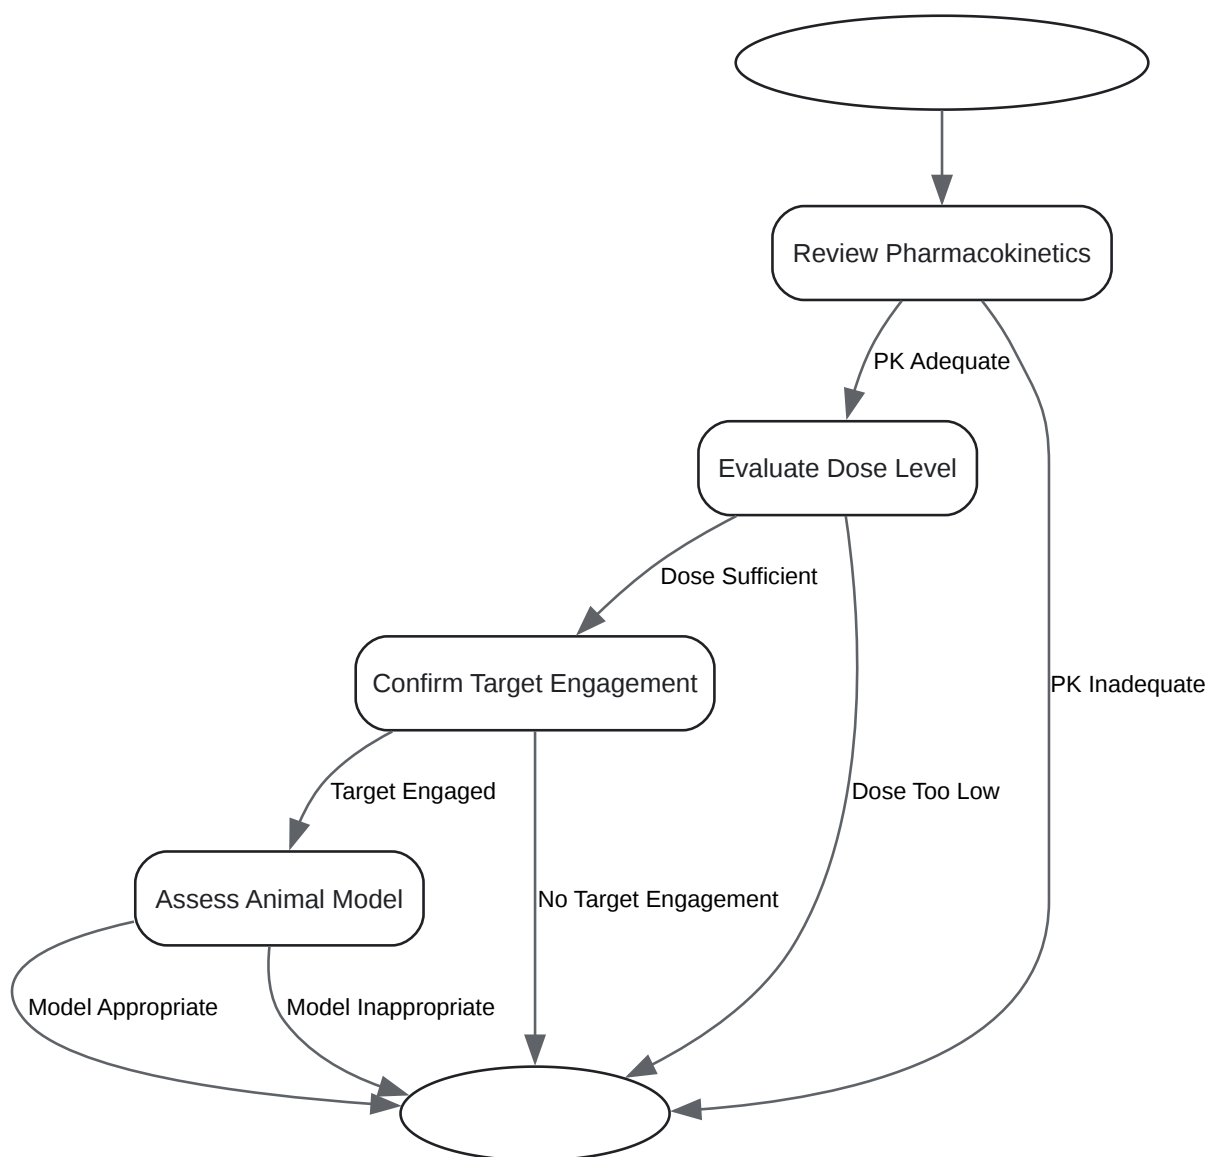 Review Pharmacokinetics
PK Adequate
Evaluate Dose Level
Dose Sufficient
Confirm Target Engagement
PK Inadequate
Target Engaged
Dose Too Low
Assess Animal Model
No Target Engagement
Model Appropriate
Model Inappropriate